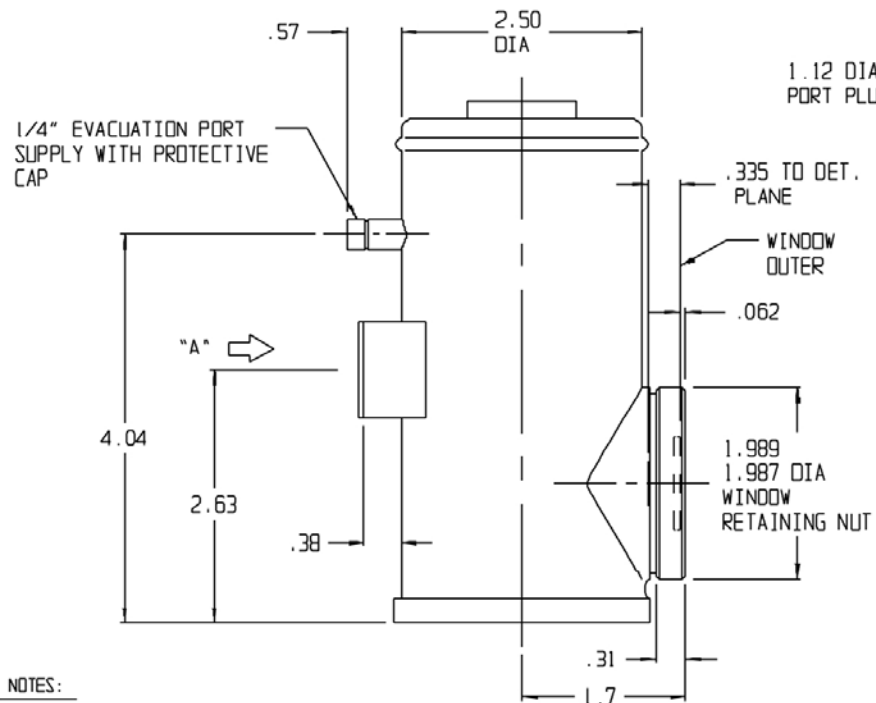 .57
2.50
DIA
1.12 DIA
PORT PLU
1/4" EVACUATION PORT
SUPPLY WITH PROTECTIVE
CAP
.335 TO DET.
PLANE
WINDOW
OUTER
.062
"A"
4.04
2.63
.38
1.989
1.987 DIA
WINDOW
RETAINING NUT
.31
1.7
NOTES: